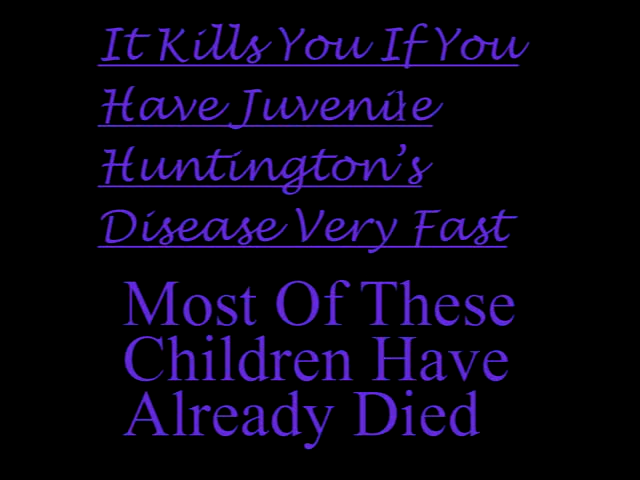 It Kills You If You
Have Juvenile
Huntington's
Disease Very Fast
Most Of These
Children Have
Already Died